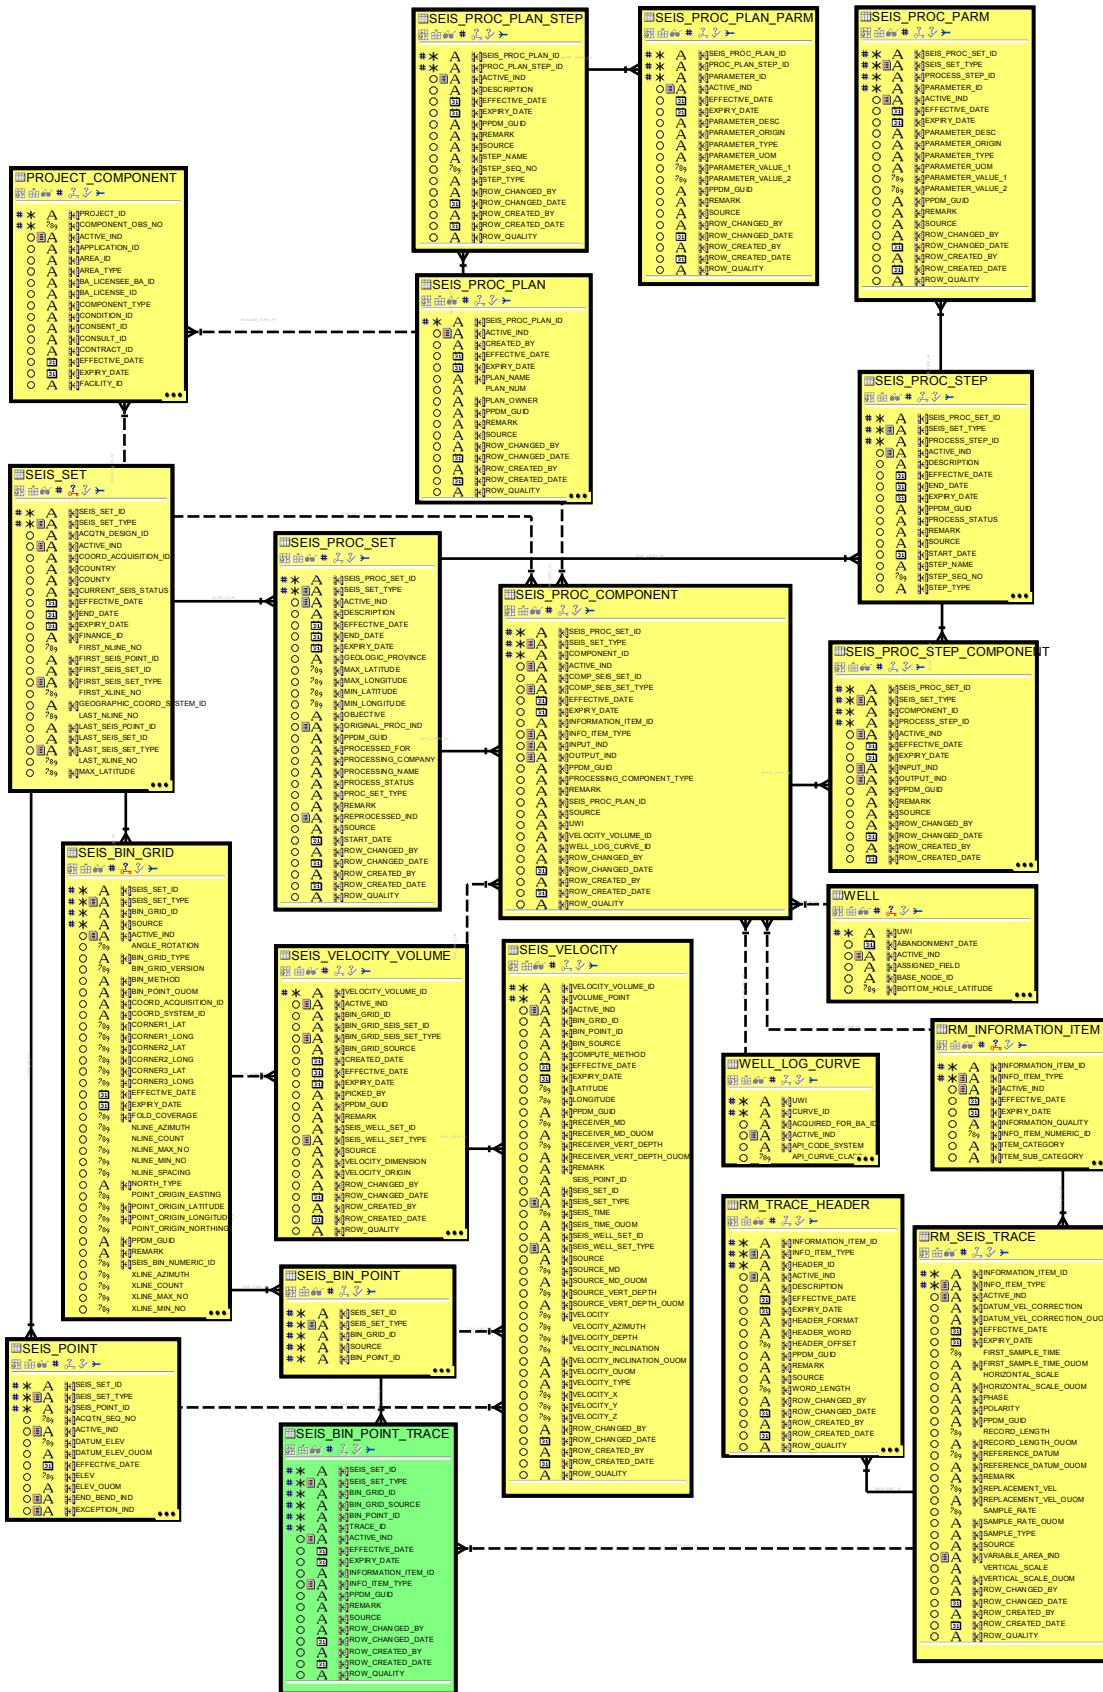 SEIS_PROC_PLAN_STEP
SEIS_PROC_PLAN_ID
PROC_PLAN_STEP_ID
ACTIVE_IND
DESCRIPTION
EFFECTIVE_DATE
EXPIRY_DATE
PPDM_GUID
REMARK
SOURCE
STEP_NAME
STEP_SEQ_NO
STEP_TYPE
ROW_CHANGED_BY
ROW_CHANGED_DATE
ROW_CREATED_BY
ROW_CREATED_DATE
ROW_QUALITY
SEIS_PROC_PLAN_PARM
SEIS_PROC_PLAN_ID
PROC_PLAN_STEP_ID
PARAMETER_ID
ACTIVE_IND
EFFECTIVE_DATE
EXPIRY_DATE
PARAMETER_DESC
PARAMETER_ORIGIN
PARAMETER_TYPE
PARAMETER_UOM
PARAMETER_VALUE_1
PARAMETER_VALUE_2
PPDM_GUID
REMARK
SOURCE
ROW_CHANGED_BY
ROW_CHANGED_DATE
ROW_CREATED_BY
ROW_CREATED_DATE
ROW_QUALITY
SEIS_PROC_PARM
SEIS_PROC_SET_ID
SEIS_SET_TYPE
PROCESS_STEP_ID
PARAMETER_ID
ACTIVE_IND
EFFECTIVE_DATE
EXPIRY_DATE
PARAMETER_DESC
PARAMETER_ORIGIN
PARAMETER_TYPE
PARAMETER_UOM
PARAMETER_VALUE_1
PARAMETER_VALUE_2
PPDM_GUID
REMARK
SOURCE
ROW_CHANGED_BY
ROW_CHANGED_DATE
ROW_CREATED_BY
ROW_CREATED_DATE
ROW_QUALITY
PROJECT_COMPONENT
PROJECT_ID
COMPONENT_OBS_NO
ACTIVE_IND
APPLICATION_ID
AREA_ID
AREA_TYPE
BA_LICENSEE_BA_ID
BA_LICENSE_ID
COMPONENT_TYPE
CONDITION_ID
CONSENT_ID
CONSULT_ID
CONTRACT_ID
EFFECTIVE_DATE
EXPIRY_DATE
FACILITY_ID
SEIS_PROC_PLAN
SEIS_PROC_PLAN_ID
ACTIVE_IND
CREATED_BY
EFFECTIVE_DATE
EXPIRY_DATE
PLAN_NAME
PLAN_NUM
PLAN_OWNER
PPDM_GUID
REMARK
SOURCE
ROW_CHANGED_BY
ROW_CHANGED_DATE
ROW_CREATED_BY
ROW_CREATED_DATE
ROW_QUALITY
SEIS_PROC_STEP
SEIS_PROC_SET_ID
SEIS_SET_TYPE
PROCESS_STEP_ID
ACTIVE_IND
DESCRIPTION
EFFECTIVE_DATE
END_DATE
EXPIRY_DATE
PPDM_GUID
PROCESS_STATUS
REMARK
SOURCE
START_DATE
STEP_NAME
STEP_SEQ_NO
STEP_TYPE
SEIS_SET
SEIS_SET_ID
SEIS_SET_TYPE
ACQTN_DESIGN_ID
ACTIVE_IND
COORD_ACQUISITION_ID
COUNTRY
COUNTY
CURRENT_SEIS_STATUS
EFFECTIVE_DATE
END_DATE
EXPIRY_DATE
FINANCE_ID
FIRST_NLINE_NO
FIRST_SEIS_POINT_ID
FIRST_SEIS_SET_ID
FIRST_SEIS_SET_TYPE
FIRST_XLINE_NO
GEOGRAPHIC_COORD_SYSTEM_ID
LAST_NLINE_NO
LAST_SEIS_POINT_ID
LAST_SEIS_SET_ID
LAST_SEIS_SET_TYPE
LAST_XLINE_NO
MAX_LATITUDE
SEIS_PROC_SET
SEIS_PROC_SET_ID
SEIS_SET_TYPE
ACTIVE_IND
DESCRIPTION
EFFECTIVE_DATE
END_DATE
EXPIRY_DATE
GEOLOGIC_PROVINCE
MAX_LATITUDE
MAX_LONGITUDE
MIN_LATITUDE
MIN_LONGITUDE
OBJECTIVE
ORIGINAL_PROC_IND
PPDM_GUID
PROCESSED_FOR
PROCESSING_COMPANY
PROCESSING_NAME
PROCESS_STATUS
PROC_SET_TYPE
REMARK
REPROCESSED_IND
SOURCE
START_DATE
ROW_CHANGED_BY
ROW_CHANGED_DATE
ROW_CREATED_BY
ROW_CREATED_DATE
ROW_QUALITY
SEIS_PROC_COMPONENT
SEIS_PROC_SET_ID
SEIS_SET_TYPE
COMPONENT_ID
ACTIVE_IND
COMP_SEIS_SET_ID
COMP_SEIS_SET_TYPE
EFFECTIVE_DATE
EXPIRY_DATE
INFORMATION_ITEM_ID
INFO_ITEM_TYPE
INPUT_IND
OUTPUT_IND
PPDM_GUID
PROCESSING_COMPONENT_TYPE
REMARK
SEIS_PROC_PLAN_ID
SOURCE
UWI
VELOCITY_VOLUME_ID
WELL_LOG_CURVE_ID
ROW_CHANGED_BY
ROW_CHANGED_DATE
ROW_CREATED_BY
ROW_CREATED_DATE
ROW_QUALITY
SEIS_PROC_STEP_COMPONENT
SEIS_PROC_SET_ID
SEIS_SET_TYPE
COMPONENT_ID
PROCESS_STEP_ID
ACTIVE_IND
EFFECTIVE_DATE
EXPIRY_DATE
INPUT_IND
OUTPUT_IND
PPDM_GUID
REMARK
SOURCE
ROW_CHANGED_BY
ROW_CHANGED_DATE
ROW_CREATED_BY
ROW_CREATED_DATE
SEIS_BIN_GRID
SEIS_SET_ID
SEIS_SET_TYPE
BIN_GRID_ID
SOURCE
ACTIVE_IND
ANGLE_ROTATION
BIN_GRID_TYPE
BIN_GRID_VERSION
BIN_METHOD
BIN_POINT_OUOM
COORD_ACQUISITION_ID
COORD_SYSTEM_ID
CORNER1_LAT
CORNER1_LONG
CORNER2_LAT
CORNER2_LONG
CORNER3_LAT
CORNER3_LONG
EFFECTIVE_DATE
EXPIRY_DATE
FOLD_COVERAGE
NLINE_AZIMUTH
NLINE_COUNT
NLINE_MAX_NO
NLINE_MIN_NO
NLINE_SPACING
NORTH_TYPE
POINT_ORIGIN_EASTING
POINT_ORIGIN_LATITUDE
POINT_ORIGIN_LONGITUD
POINT_ORIGIN_NORTHING
PPDM_GUID
REMARK
SEIS_BIN_NUMERIC_ID
XLINE_AZIMUTH
XLINE_COUNT
XLINE_MAX_NO
XLINE_MIN_NO
SEIS_VELOCITY_VOLUME
VELOCITY_VOLUME_ID
ACTIVE_IND
BIN_GRID_ID
BIN_GRID_SEIS_SET_ID
BIN_GRID_SEIS_SET_TYPE
BIN_GRID_SOURCE
CREATED_DATE
EFFECTIVE_DATE
EXPIRY_DATE
PICKED_BY
PPDM_GUID
REMARK
SEIS_WELL_SET_ID
SEIS_WELL_SET_TYPE
SOURCE
VELOCITY_DIMENSION
VELOCITY_ORIGIN
ROW_CHANGED_BY
ROW_CHANGED_DATE
ROW_CREATED_BY
ROW_CREATED_DATE
ROW_QUALITY
SEIS_VELOCITY
VELOCITY_VOLUME_ID
VOLUME_POINT
ACTIVE_IND
BIN_GRID_ID
BIN_POINT_ID
BIN_SOURCE
COMPUTE_METHOD
EFFECTIVE_DATE
EXPIRY_DATE
LATITUDE
LONGITUDE
PPDM_GUID
RECEIVER_MD
RECEIVER_MD_OUOM
RECEIVER_VERT_DEPTH
RECEIVER_VERT_DEPTH_OUOM
REMARK
SEIS_POINT_ID
SEIS_SET_ID
SEIS_SET_TYPE
SEIS_TIME
SEIS_TIME_OUOM
SEIS_WELL_SET_ID
SEIS_WELL_SET_TYPE
SOURCE
SOURCE_MD
SOURCE_MD_OUOM
SOURCE_VERT_DEPTH
SOURCE_VERT_DEPTH_OUOM
VELOCITY
VELOCITY_AZIMUTH
VELOCITY_DEPTH
VELOCITY_INCLINATION
VELOCITY_INCLINATION_OUOM
VELOCITY_OUOM
VELOCITY_TYPE
VELOCITY_X
VELOCITY_Y
VELOCITY_Z
ROW_CHANGED_BY
ROW_CHANGED_DATE
ROW_CREATED_BY
ROW_CREATED_DATE
ROW_QUALITY
WELL
UWI
ABANDONMENT_DATE
ACTIVE_IND
ASSIGNED_FIELD
BASE_NODE_ID
BOTTOM_HOLE_LATITUDE
WELL_LOG_CURVE
UWI
CURVE_ID
ACQUIRED_FOR_BA_ID
ACTIVE_IND
API_CODE_SYSTEM
API_CURVE_CLASS
RM_INFORMATION_ITEM
INFORMATION_ITEM_ID
INFO_ITEM_TYPE
ACTIVE_IND
EFFECTIVE_DATE
EXPIRY_DATE
INFORMATION_QUALITY
INFO_ITEM_NUMERIC_ID
ITEM_CATEGORY
ITEM_SUB_CATEGORY
RM_TRACE_HEADER
INFORMATION_ITEM_ID
INFO_ITEM_TYPE
HEADER_ID
ACTIVE_IND
DESCRIPTION
EFFECTIVE_DATE
EXPIRY_DATE
HEADER_FORMAT
HEADER_WORD
HEADER_OFFSET
PPDM_GUID
REMARK
SOURCE
WORD_LENGTH
ROW_CHANGED_BY
ROW_CHANGED_DATE
ROW_CREATED_BY
ROW_CREATED_DATE
ROW_QUALITY
RM_SEIS_TRACE
INFORMATION_ITEM_ID
INFO_ITEM_TYPE
ACTIVE_IND
DATUM_VEL_CORRECTION
DATUM_VEL_CORRECTION_OUO
EFFECTIVE_DATE
EXPIRY_DATE
FIRST_SAMPLE_TIME
FIRST_SAMPLE_TIME_OUOM
HORIZONTAL_SCALE
HORIZONTAL_SCALE_OUOM
PHASE
POLARITY
PPDM_GUID
RECORD_LENGTH
RECORD_LENGTH_OUOM
REFERENCE_DATUM
REFERENCE_DATUM_OUOM
REMARK
REPLACEMENT_VEL
REPLACEMENT_VEL_OUOM
SAMPLE_RATE
SAMPLE_RATE_OUOM
SAMPLE_TYPE
SOURCE
VARIABLE_AREA_IND
VERTICAL_SCALE
VERTICAL_SCALE_OUOM
ROW_CHANGED_BY
ROW_CHANGED_DATE
ROW_CREATED_BY
ROW_CREATED_DATE
ROW_QUALITY
SEIS_BIN_POINT
SEIS_SET_ID
SEIS_SET_TYPE
BIN_GRID_ID
SOURCE
BIN_POINT_ID
SEIS_POINT
SEIS_SET_ID
SEIS_SET_TYPE
SEIS_POINT_ID
ACQTN_SEQ_NO
ACTIVE_IND
DATUM_ELEV
DATUM_ELEV_OUOM
EFFECTIVE_DATE
ELEV
ELEV_OUOM
END_BEND_IND
EXCEPTION_IND
SEIS_BIN_POINT_TRACE
SEIS_SET_ID
SEIS_SET_TYPE
BIN_GRID_ID
BIN_GRID_SOURCE
BIN_POINT_ID
TRACE_ID
ACTIVE_IND
EFFECTIVE_DATE
EXPIRY_DATE
INFORMATION_ITEM_ID
INFO_ITEM_TYPE
PPDM_GUID
REMARK
SOURCE
ROW_CHANGED_BY
ROW_CHANGED_DATE
ROW_CREATED_BY
ROW_CREATED_DATE
ROW_QUALITY